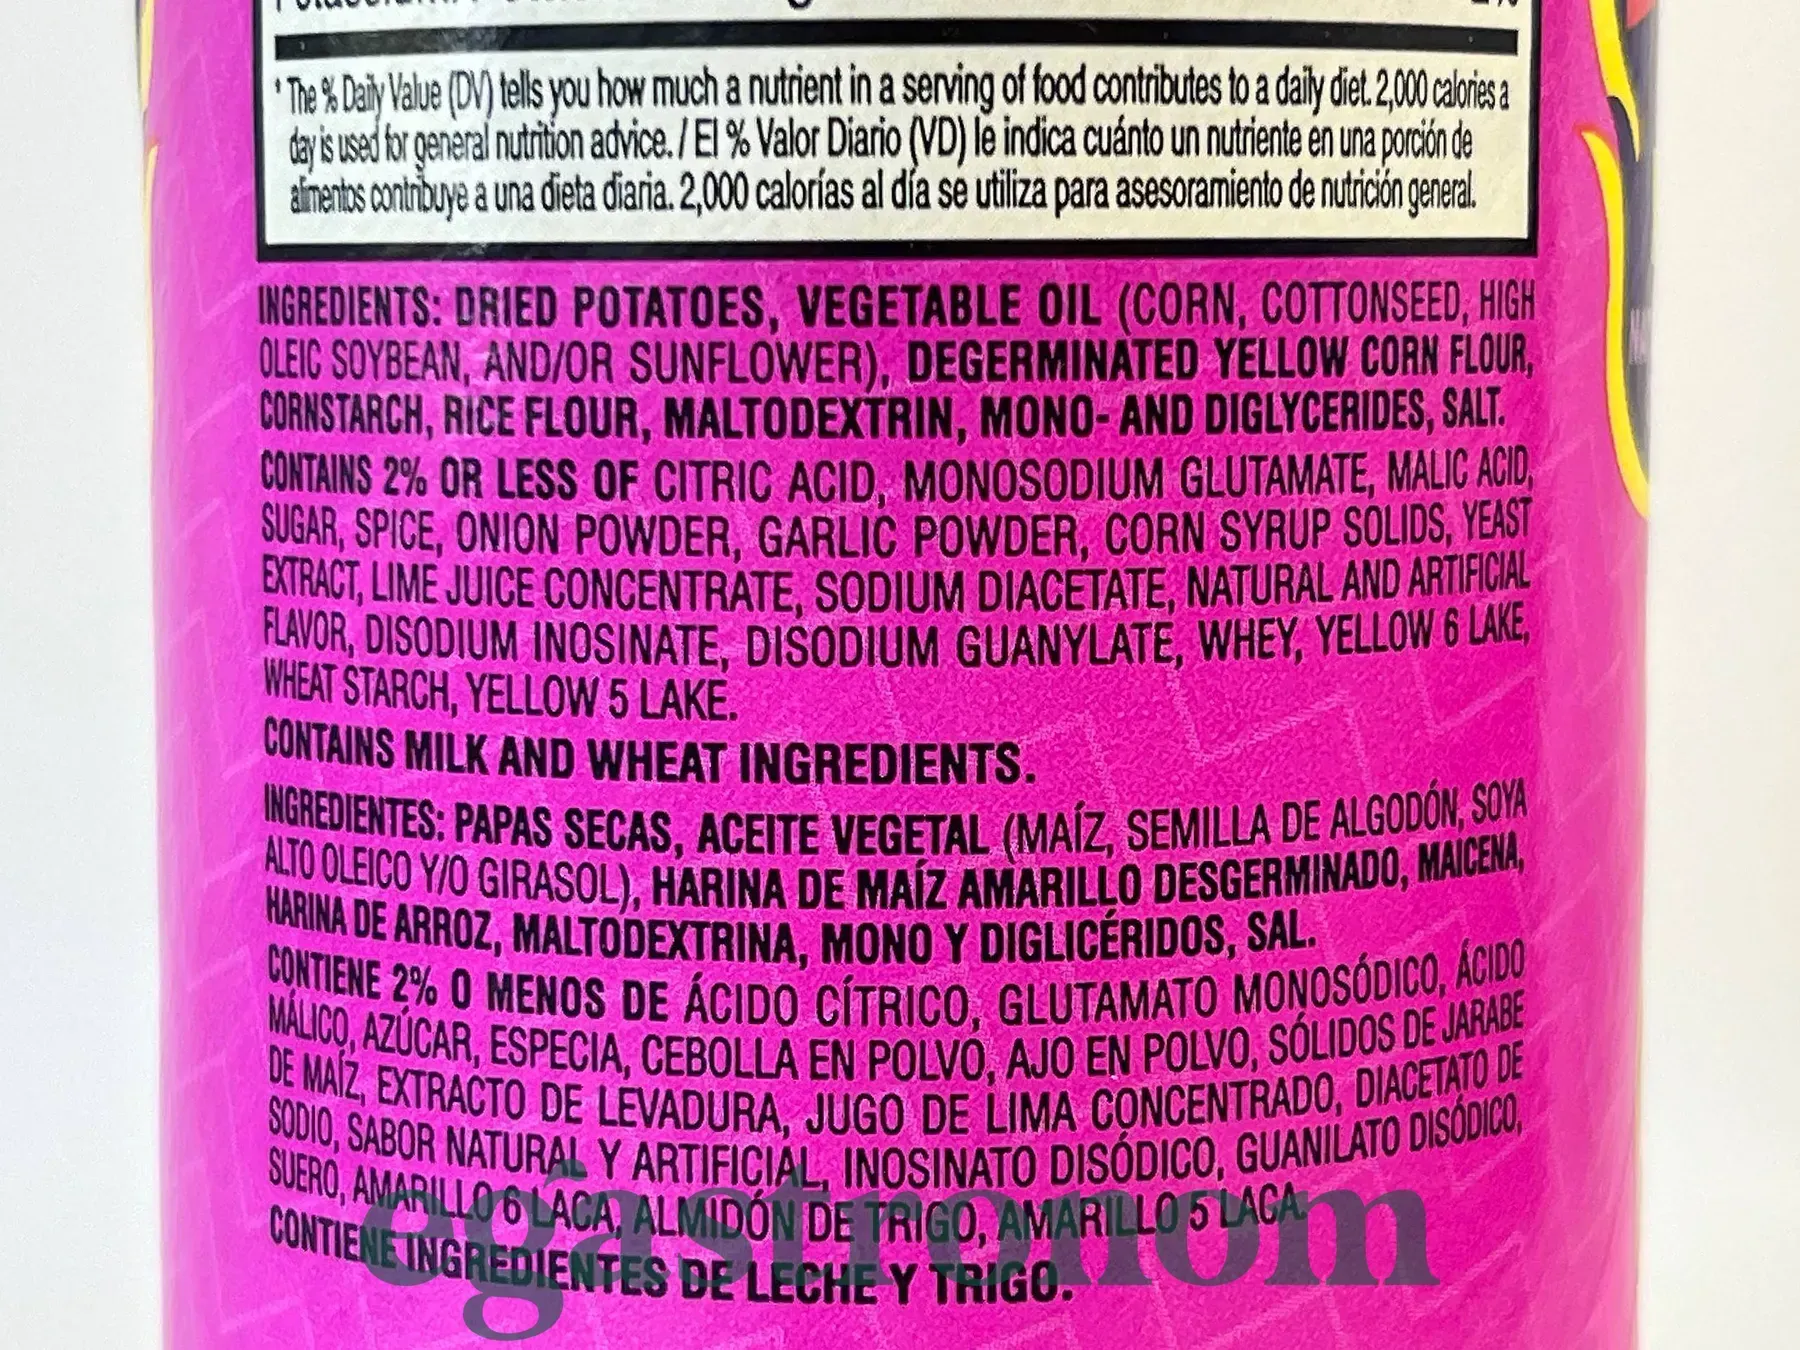 * The % Daily Value (DV) tells you how much a nutrient in a serving of food contributes to a daily diet. 2,000 calories a
day is used for general nutrition advice. / El % Valor Diario (VD) le indica cuánto un nutriente en una porción de
alimentos contribuye a una dieta diaria. 2,000 calorías al día se utiliza para asesoramiento de nutrición general.
INGREDIENTS: DRIED POTATOES, VEGETABLE OIL (CORN, COTTONSEED, HIGH
OLEIC SOYBEAN, AND/OR SUNFLOWER), DEGERMINATED YELLOW CORN FLOUR,
CORNSTARCH, RICE FLOUR, MALTODEXTRIN, MONO- AND DIGLYCERIDES, SALT.
CONTAINS 2% OR LESS OF CITRIC ACID, MONOSODIUM GLUTAMATE, MALIC ACID,
SUGAR, SPICE, ONION POWDER, GARLIC POWDER, CORN SYRUP SOLIDS, YEAST
EXTRACT, LIME JUICE CONCENTRATE, SODIUM DIACETATE, NATURAL AND ARTIFICIAL
FLAVOR, DISODIUM INOSINATE, DISODIUM GUANYLATE, WHEY, YELLOW 6 LAKE,
WHEAT STARCH, YELLOW 5 LAKE.
CONTAINS MILK AND WHEAT INGREDIENTS.
INGREDIENTES: PAPAS SECAS, ACEITE VEGETAL (MAÍZ, SEMILLA DE ALGODÓN, SOYA
ALTO OLEICO Y/O GIRASOL), HARINA DE MAÍZ AMARILLO DESGERMINADO, MAICENA,
HARINA DE ARROZ, MALTODEXTRINA, MONO Y DIGLICÉRIDOS, SAL.
CONTIENE 2% O MENOS DE ÁCIDO CÍTRICO, GLUTAMATO MONOSÓDICO, ÁCIDO
MÁLICO, AZÚCAR, ESPECIA, CEBOLLA EN POLVO, AJO EN POLVO, SÓLIDOS DE JARABE
DE MAÍZ, EXTRACTO DE LEVADURA, JUGO DE LIMA CONCENTRADO, DIACETATO DE
SODIO, SABOR NATURAL Y ARTIFICIAL, INOSINATO DISÓDICO, GUANILATO DISÓDICO,
SUERO, AMARILLO 6 LACA, ALMIDÓN DE TRIGO, AMARILLO 5 LACA.
CONTIENE INGREDIENTES DE LECHE Y TRIGO.
egastronom